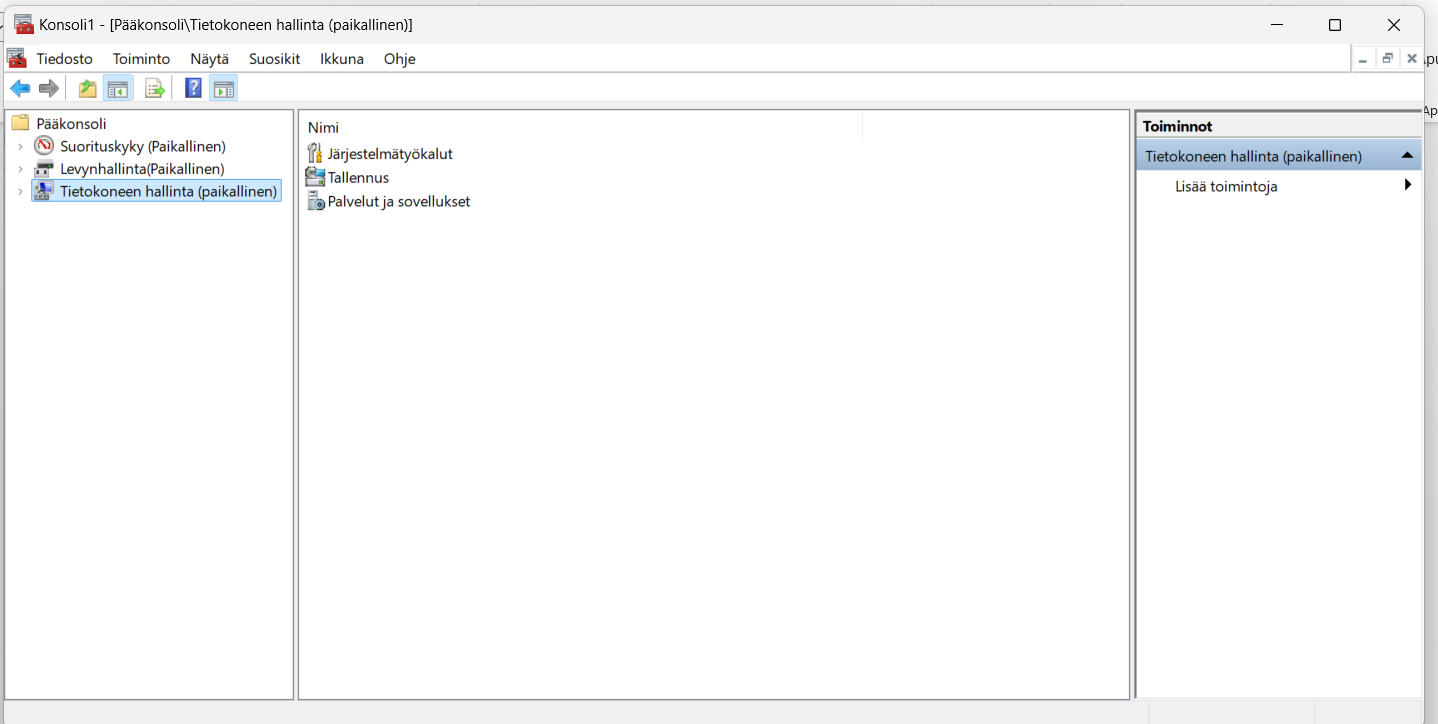 Konsoli1 - [Pääkonsoli\Tietokoneen hallinta (paikallinen)]
Tiedosto Toiminto Näytä Suosikit Ikkuna Ohje
Pääkonsoli
Suorituskyky (Paikallinen)
Levynhallinta(Paikallinen)
Tietokoneen hallinta (paikallinen)
Nimi
Järjestelmätyökalut
Tallennus
Palvelut ja sovellukset
Toiminnot
Tietokoneen hallinta (paikallinen)
Lisää toimintoja